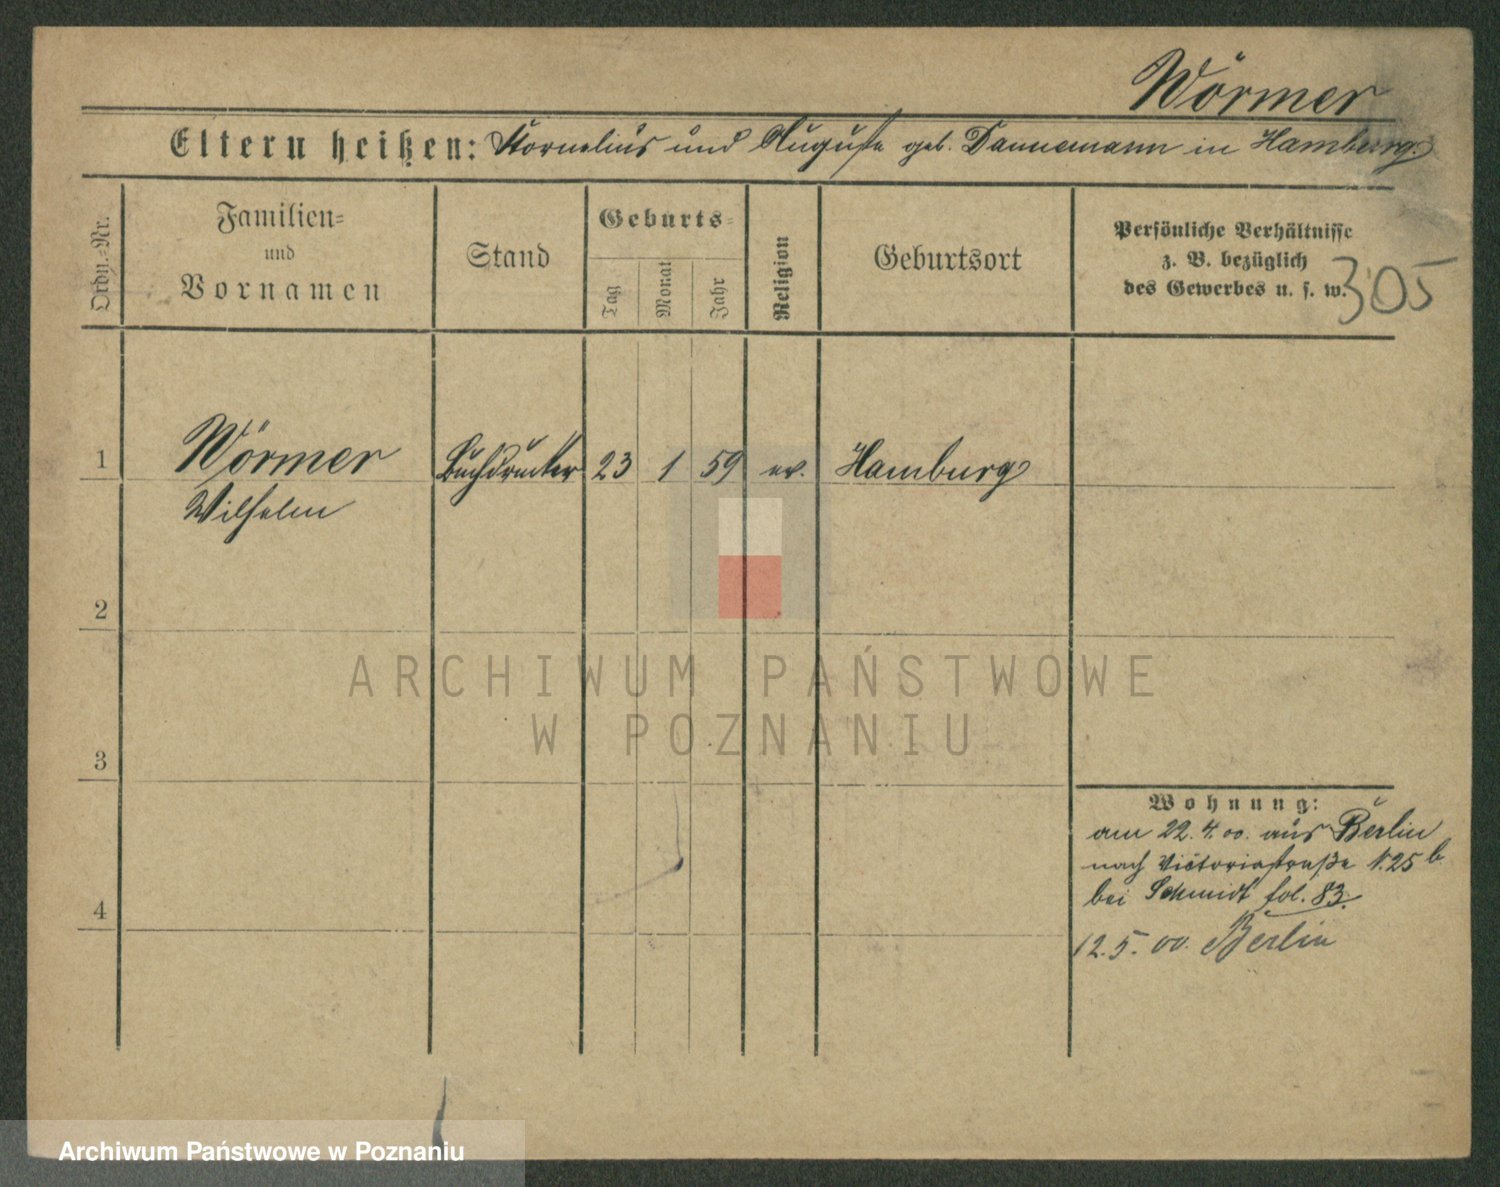 Wörmer
Eltern heißen: Kornelius und Auguste geb. Dannemann in Hamburg.
Ordn.-Nr.
Familien-
und
Vornamen
Stand
Geburts-
Tag
Monat
Jahr
Religion
Geburtsort
Persönliche Verhältnisse
z. B. bezüglich
des Gewerbes u. s. w.
305
1 Wörmer Buchdrucker 23 1 59 ev. Hamburg
Wilhelm
2
3
4
Wohnung:
am 22. 4. 00. aus Berlin
nach Victoriastraße N. 25 b
bei Schmidt fol. 83.
12. 5. 00. Berlin
ARCHIWUM PAŃSTWOWE
W POZNANIU
Archiwum Państwowe w Poznaniu